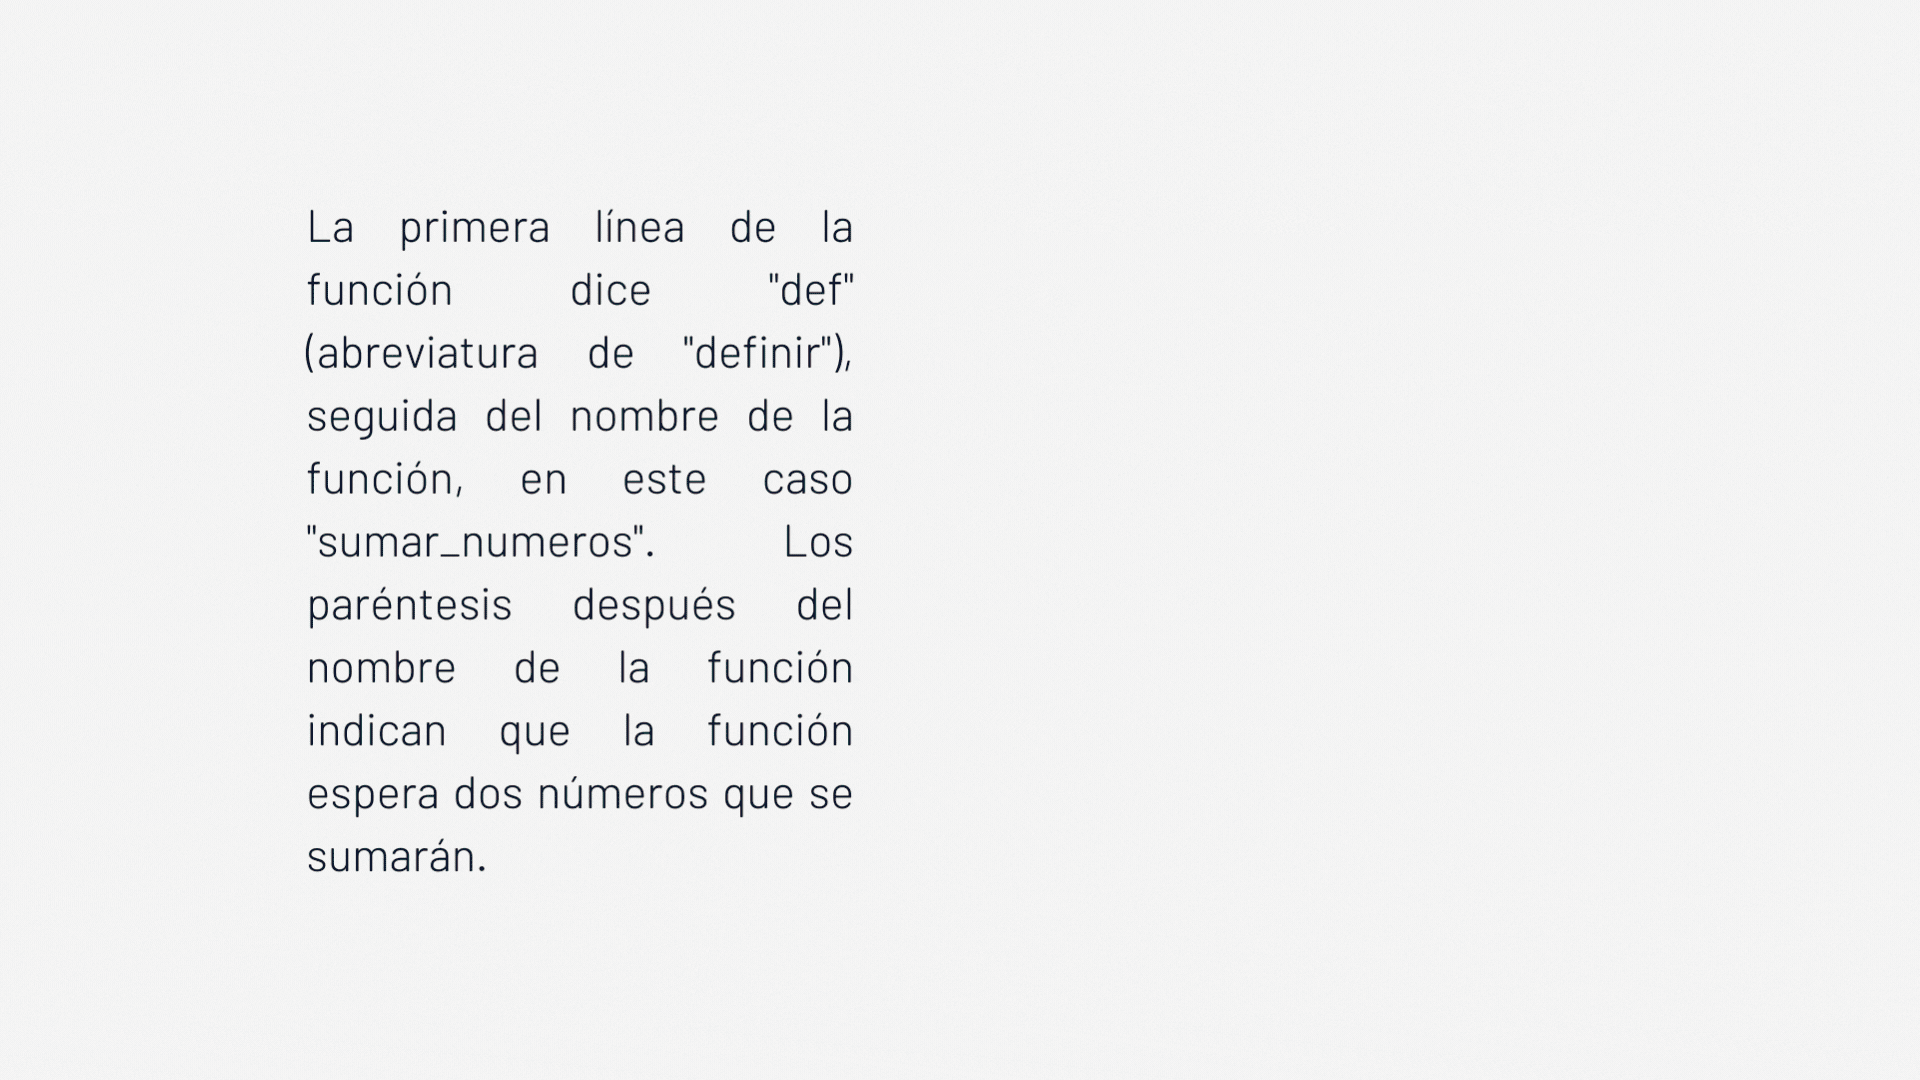 La primera línea de la
función dice "def"
(abreviatura de "definir"),
seguida del nombre de la
función, en este caso
"sumar_numeros". Los
paréntesis después del
nombre de la función
indican que la función
espera dos números que se
sumarán.